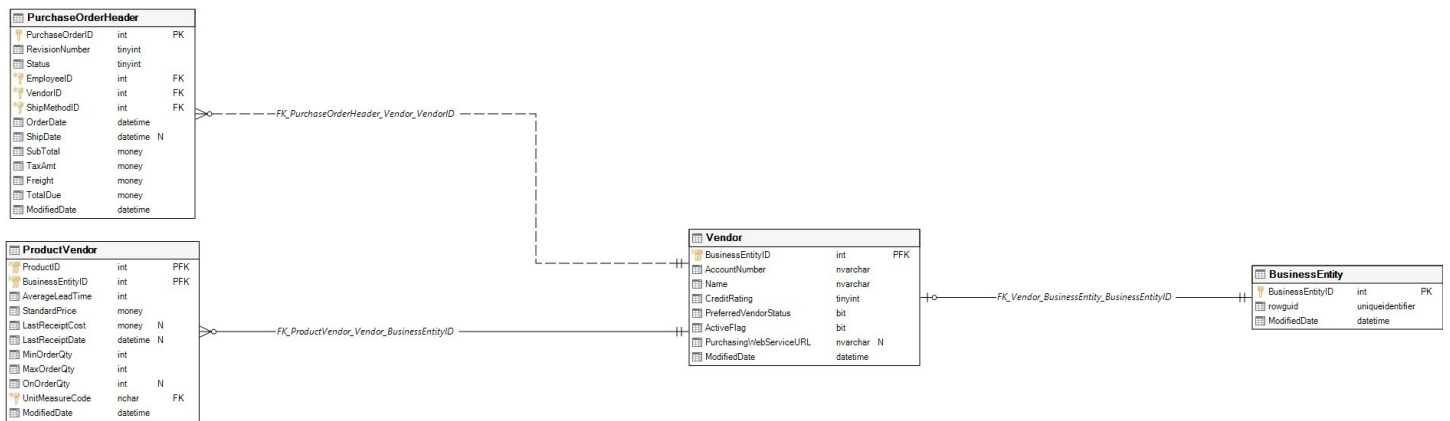 PurchaseOrderHeader
PurchaseOrderID int PK
RevisionNumber tinyint
Status tinyint
EmployeeID int FK
VendorID int FK
ShipMethodID int FK
OrderDate datetime
ShipDate datetime N
SubTotal money
TaxAmt money
Freight money
TotalDue money
ModifiedDate datetime
FK_PurchaseOrderHeader_Vendor_VendorID
ProductVendor
ProductID int PFK
BusinessEntityID int PFK
AverageLeadTime int
StandardPrice money
LastReceiptCost money N
LastReceiptDate datetime N
MinOrderQty int
MaxOrderQty int
OnOrderQty int N
UnitMeasureCode nchar FK
ModifiedDate datetime
FK_ProductVendor_Vendor_BusinessEntityID
Vendor
BusinessEntityID int PFK
AccountNumber nvarchar
Name nvarchar
CreditRating tinyint
PreferredVendorStatus bit
ActiveFlag bit
PurchasingWebServiceURL nvarchar N
ModifiedDate datetime
FK_Vendor_BusinessEntity_BusinessEntityID
BusinessEntity
BusinessEntityID int PK
rowguid uniqueidentifier
ModifiedDate datetime